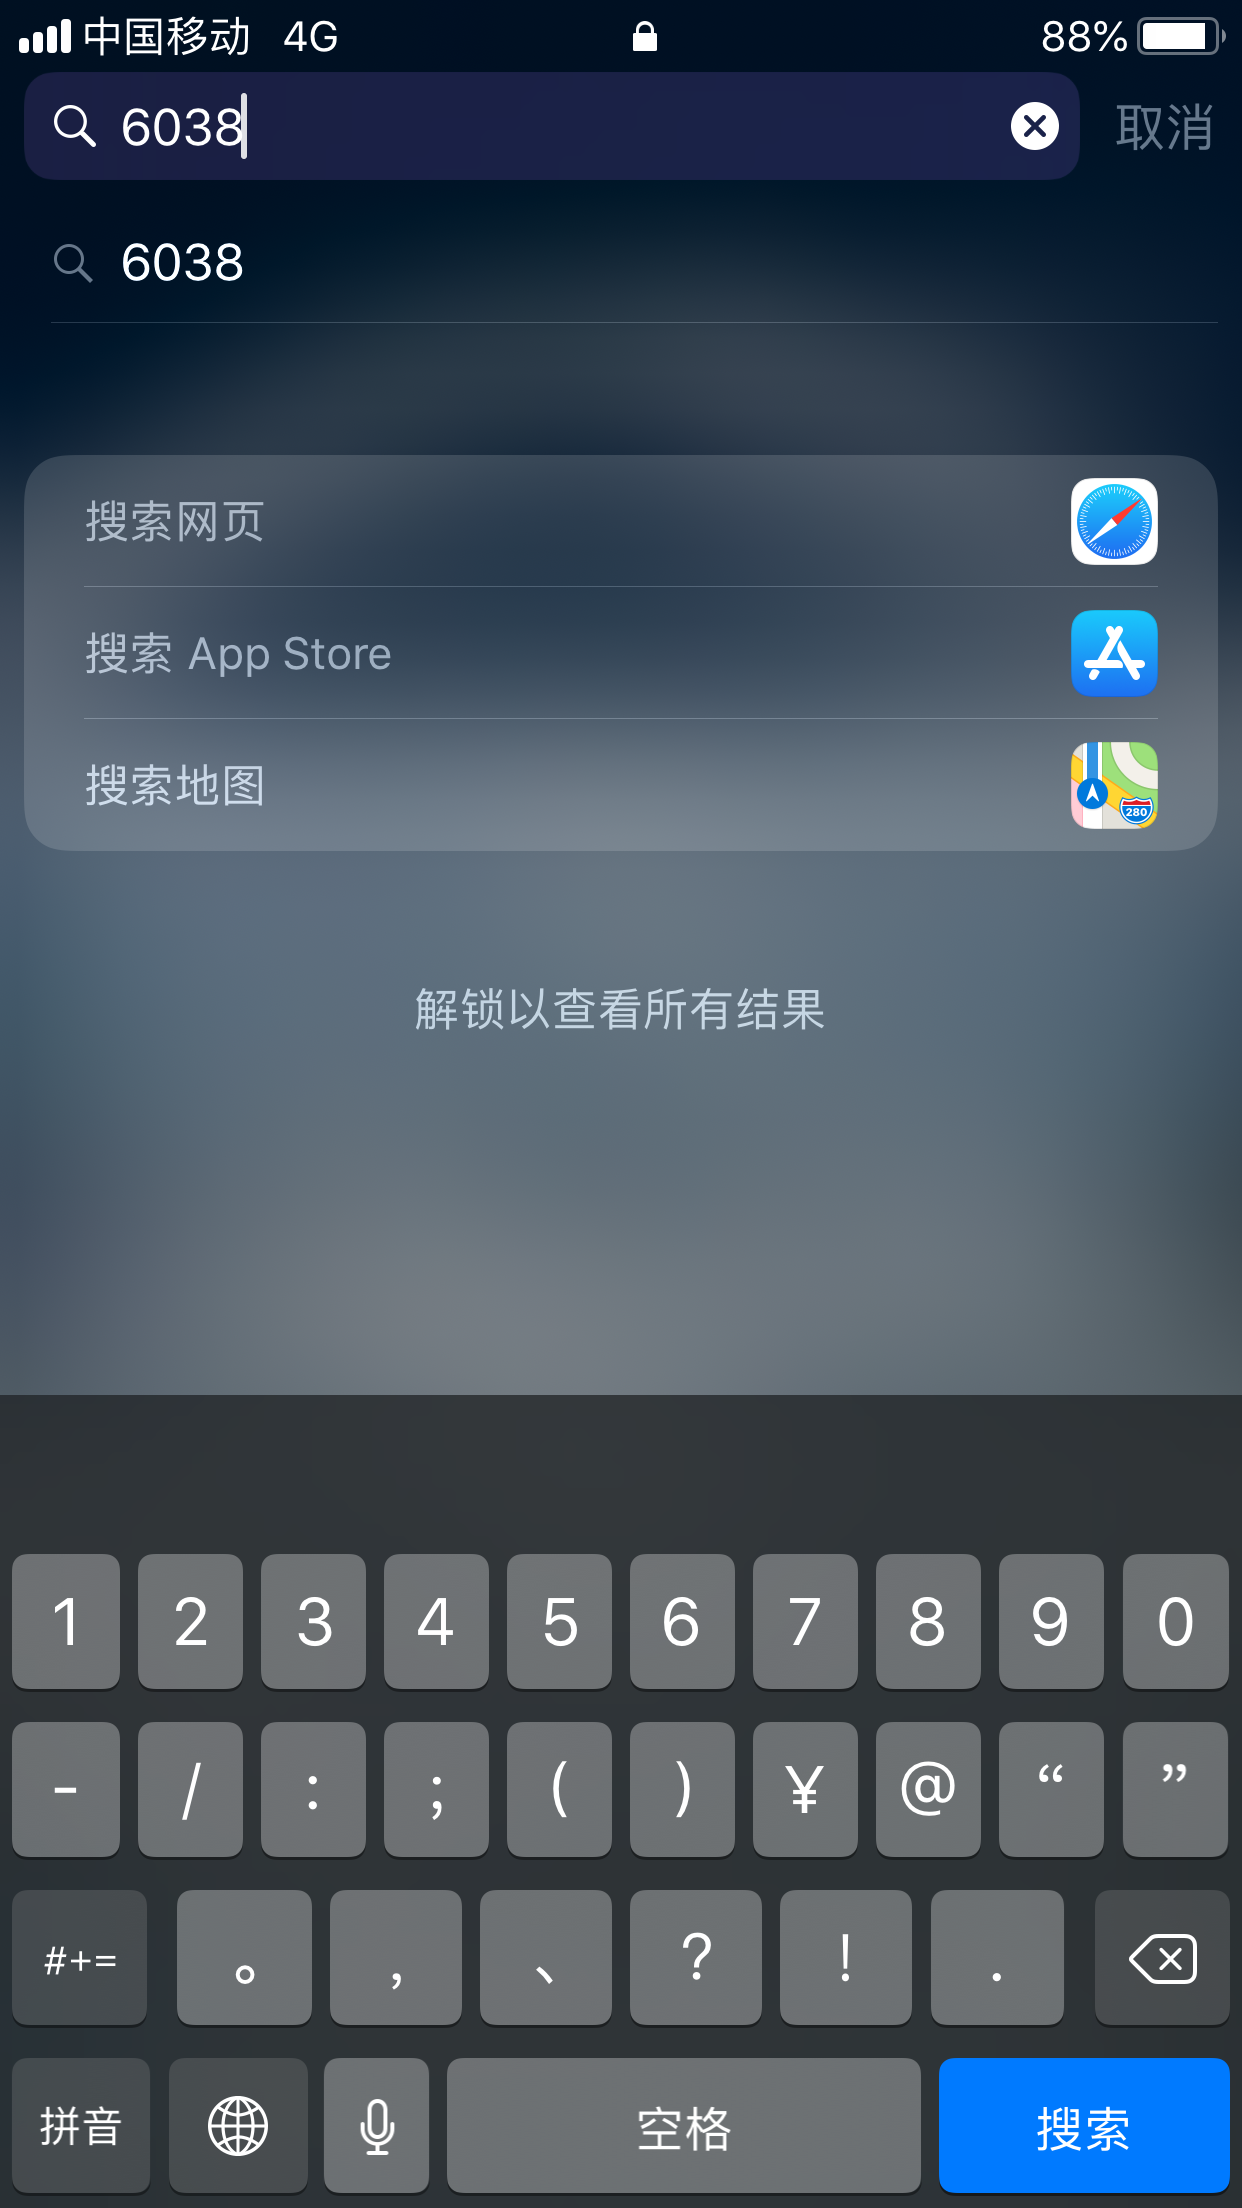 中国移动 4G 88%
6038 取消
6038
搜索网页
搜索 App Store
搜索地图
280
解锁以查看所有结果
1 2 3 4 5 6 7 8 9 0
- / : ; ( ) ¥ @ “ ”
#+= 。 , 、 ? ! .
拼音 空格 搜索